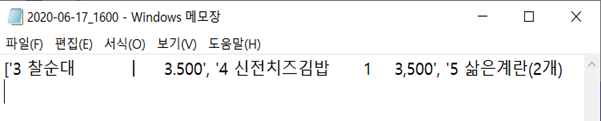 2020-06-17_1600 - Windows 메모장
파일(F) 편집(E) 서식(O) 보기(V) 도움말(H)
['3 찰순대 | 3.500', '4 신전치즈김밥 1 3,500', '5 삶은계란(2개)